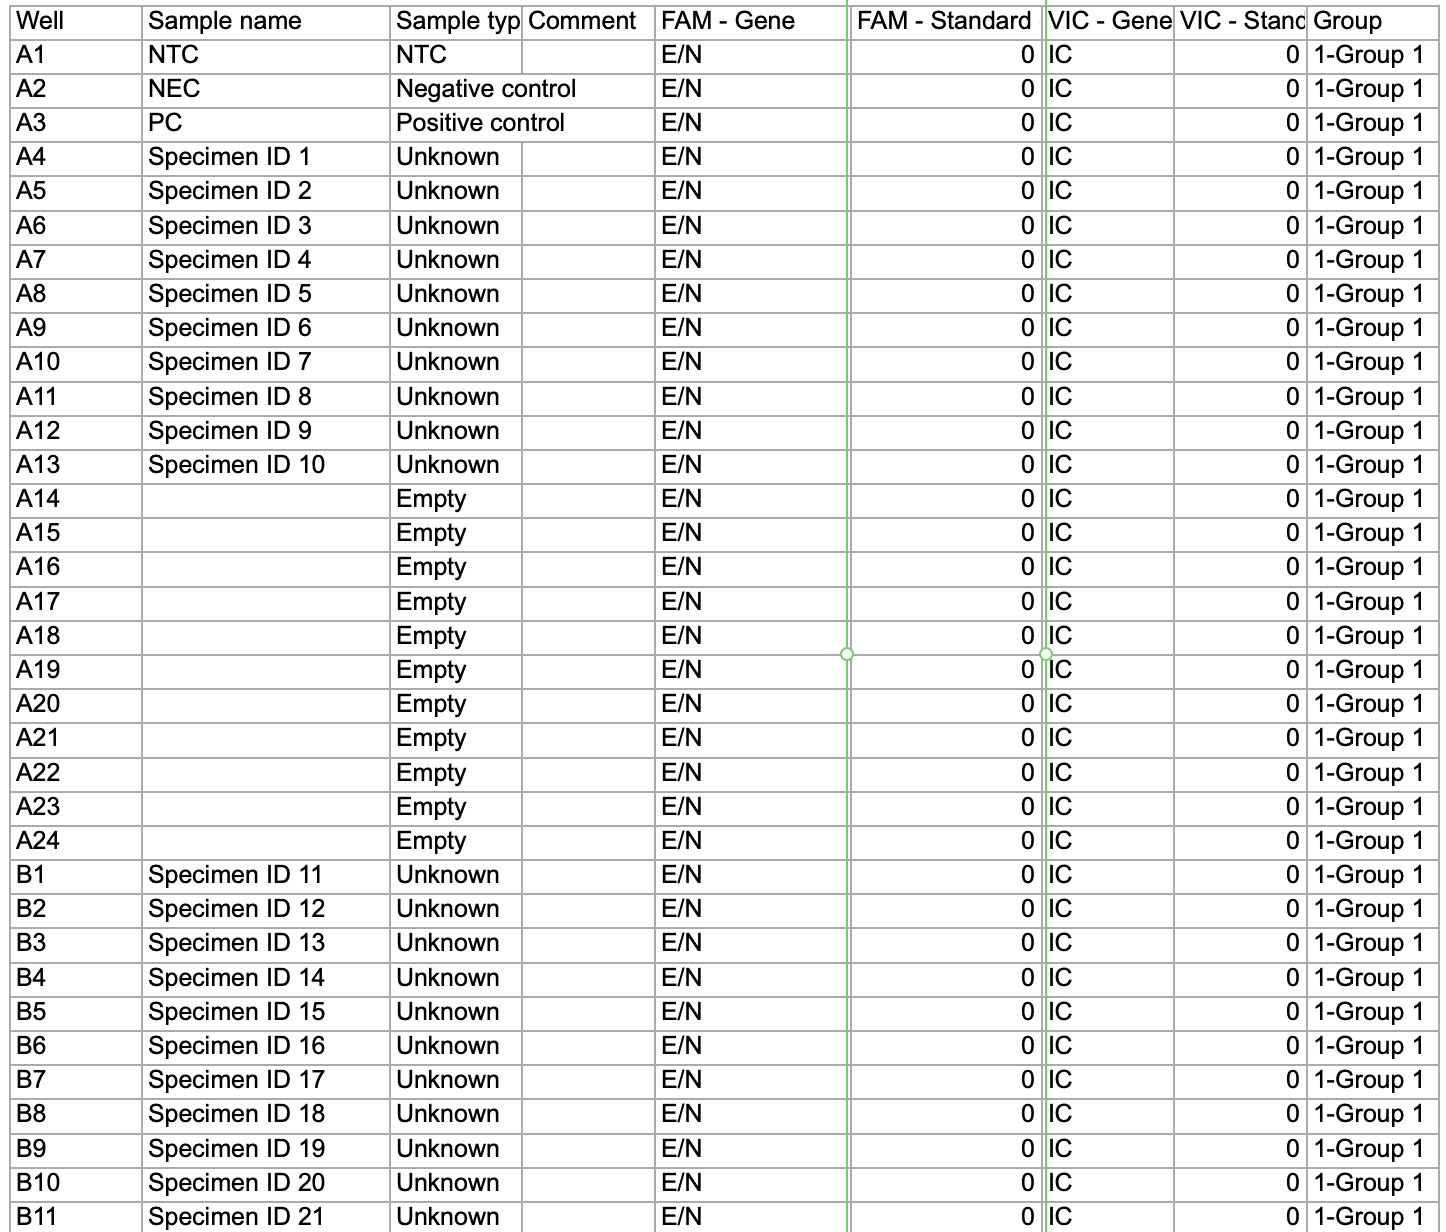 Well Sample name Sample typ Comment FAM - Gene FAM - Standard VIC - Gene VIC - Stand Group
A1 NTC NTC E/N 0 IC 0 1-Group 1
A2 NEC Negative control E/N 0 IC 0 1-Group 1
A3 PC Positive control E/N 0 IC 0 1-Group 1
A4 Specimen ID 1 Unknown E/N 0 IC 0 1-Group 1
A5 Specimen ID 2 Unknown E/N 0 IC 0 1-Group 1
A6 Specimen ID 3 Unknown E/N 0 IC 0 1-Group 1
A7 Specimen ID 4 Unknown E/N 0 IC 0 1-Group 1
A8 Specimen ID 5 Unknown E/N 0 IC 0 1-Group 1
A9 Specimen ID 6 Unknown E/N 0 IC 0 1-Group 1
A10 Specimen ID 7 Unknown E/N 0 IC 0 1-Group 1
A11 Specimen ID 8 Unknown E/N 0 IC 0 1-Group 1
A12 Specimen ID 9 Unknown E/N 0 IC 0 1-Group 1
A13 Specimen ID 10 Unknown E/N 0 IC 0 1-Group 1
A14 Empty E/N 0 IC 0 1-Group 1
A15 Empty E/N 0 IC 0 1-Group 1
A16 Empty E/N 0 IC 0 1-Group 1
A17 Empty E/N 0 IC 0 1-Group 1
A18 Empty E/N 0 IC 0 1-Group 1
A19 Empty E/N 0 IC 0 1-Group 1
A20 Empty E/N 0 IC 0 1-Group 1
A21 Empty E/N 0 IC 0 1-Group 1
A22 Empty E/N 0 IC 0 1-Group 1
A23 Empty E/N 0 IC 0 1-Group 1
A24 Empty E/N 0 IC 0 1-Group 1
B1 Specimen ID 11 Unknown E/N 0 IC 0 1-Group 1
B2 Specimen ID 12 Unknown E/N 0 IC 0 1-Group 1
B3 Specimen ID 13 Unknown E/N 0 IC 0 1-Group 1
B4 Specimen ID 14 Unknown E/N 0 IC 0 1-Group 1
B5 Specimen ID 15 Unknown E/N 0 IC 0 1-Group 1
B6 Specimen ID 16 Unknown E/N 0 IC 0 1-Group 1
B7 Specimen ID 17 Unknown E/N 0 IC 0 1-Group 1
B8 Specimen ID 18 Unknown E/N 0 IC 0 1-Group 1
B9 Specimen ID 19 Unknown E/N 0 IC 0 1-Group 1
B10 Specimen ID 20 Unknown E/N 0 IC 0 1-Group 1
B11 Specimen ID 21 Unknown E/N 0 IC 0 1-Group 1